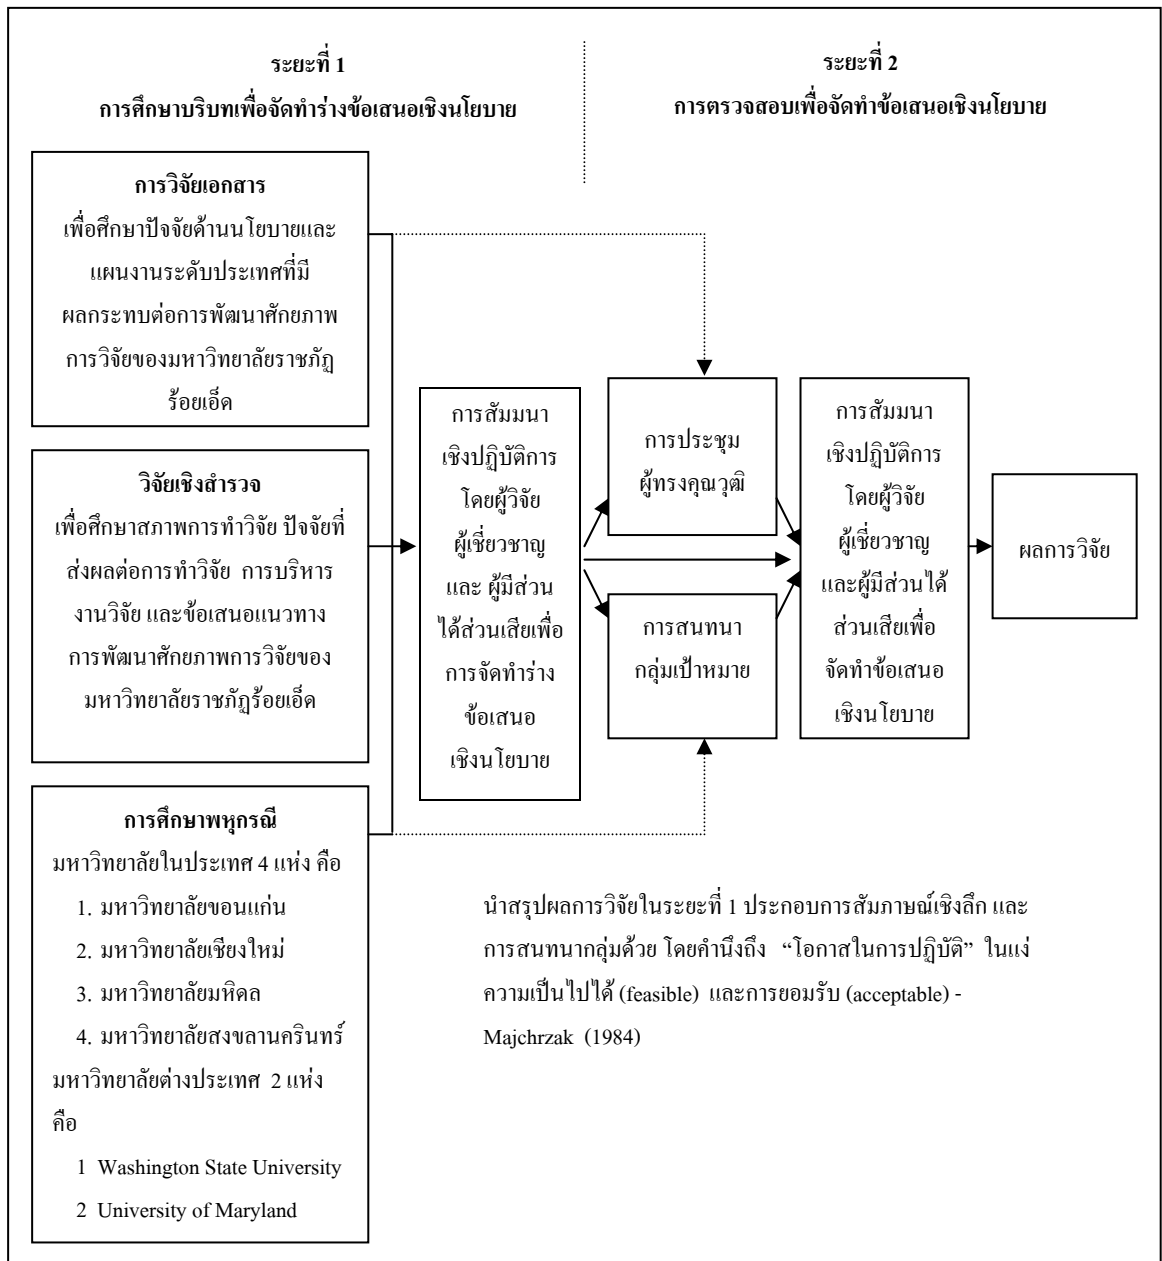 ระยะที่ 1
การศึกษาบริบทเพื่อจัดทำร่างข้อเสนอเชิงนโยบาย
ระยะที่ 2
การตรวจสอบเพื่อจัดทำข้อเสนอเชิงนโยบาย
การวิจัยเอกสาร
เพื่อศึกษาปัจจัยด้านนโยบายและ
แผนงานระดับประเทศที่มี
ผลกระทบต่อการพัฒนาศักยภาพ
การวิจัยของมหาวิทยาลัยราชภัฏ
ร้อยเอ็ด
วิจัยเชิงสำรวจ
เพื่อศึกษาสภาพการทำวิจัย ปัจจัยที่
ส่งผลต่อการทำวิจัย การบริหาร
งานวิจัย และข้อเสนอแนวทาง
การพัฒนาศักยภาพการวิจัยของ
มหาวิทยาลัยราชภัฏร้อยเอ็ด
การศึกษาพหุกรณี
มหาวิทยาลัยในประเทศ 4 แห่ง คือ
1. มหาวิทยาลัยขอนแก่น
2. มหาวิทยาลัยเชียงใหม่
3. มหาวิทยาลัยมหิดล
4. มหาวิทยาลัยสงขลานครินทร์
มหาวิทยาลัยต่างประเทศ 2 แห่ง
คือ
1 Washington State University
2 University of Maryland
การสัมมนา
เชิงปฏิบัติการ
โดยผู้วิจัย
ผู้เชี่ยวชาญ
และ ผู้มีส่วน
ได้ส่วนเสียเพื่อ
การจัดทำร่าง
ข้อเสนอ
เชิงนโยบาย
การประชุม
ผู้ทรงคุณวุฒิ
การสนทนา
กลุ่มเป้าหมาย
การสัมมนา
เชิงปฏิบัติการ
โดยผู้วิจัย
ผู้เชี่ยวชาญ
และผู้มีส่วนได้
ส่วนเสียเพื่อ
จัดทำข้อเสนอ
เชิงนโยบาย
ผลการวิจัย
นำสรุปผลการวิจัยในระยะที่ 1 ประกอบการสัมภาษณ์เชิงลึก และ
การสนทนากลุ่มด้วย โดยคำนึงถึง “โอกาสในการปฏิบัติ” ในแง่
ความเป็นไปได้ (feasible) และการยอมรับ (acceptable) -
Majchrzak (1984)